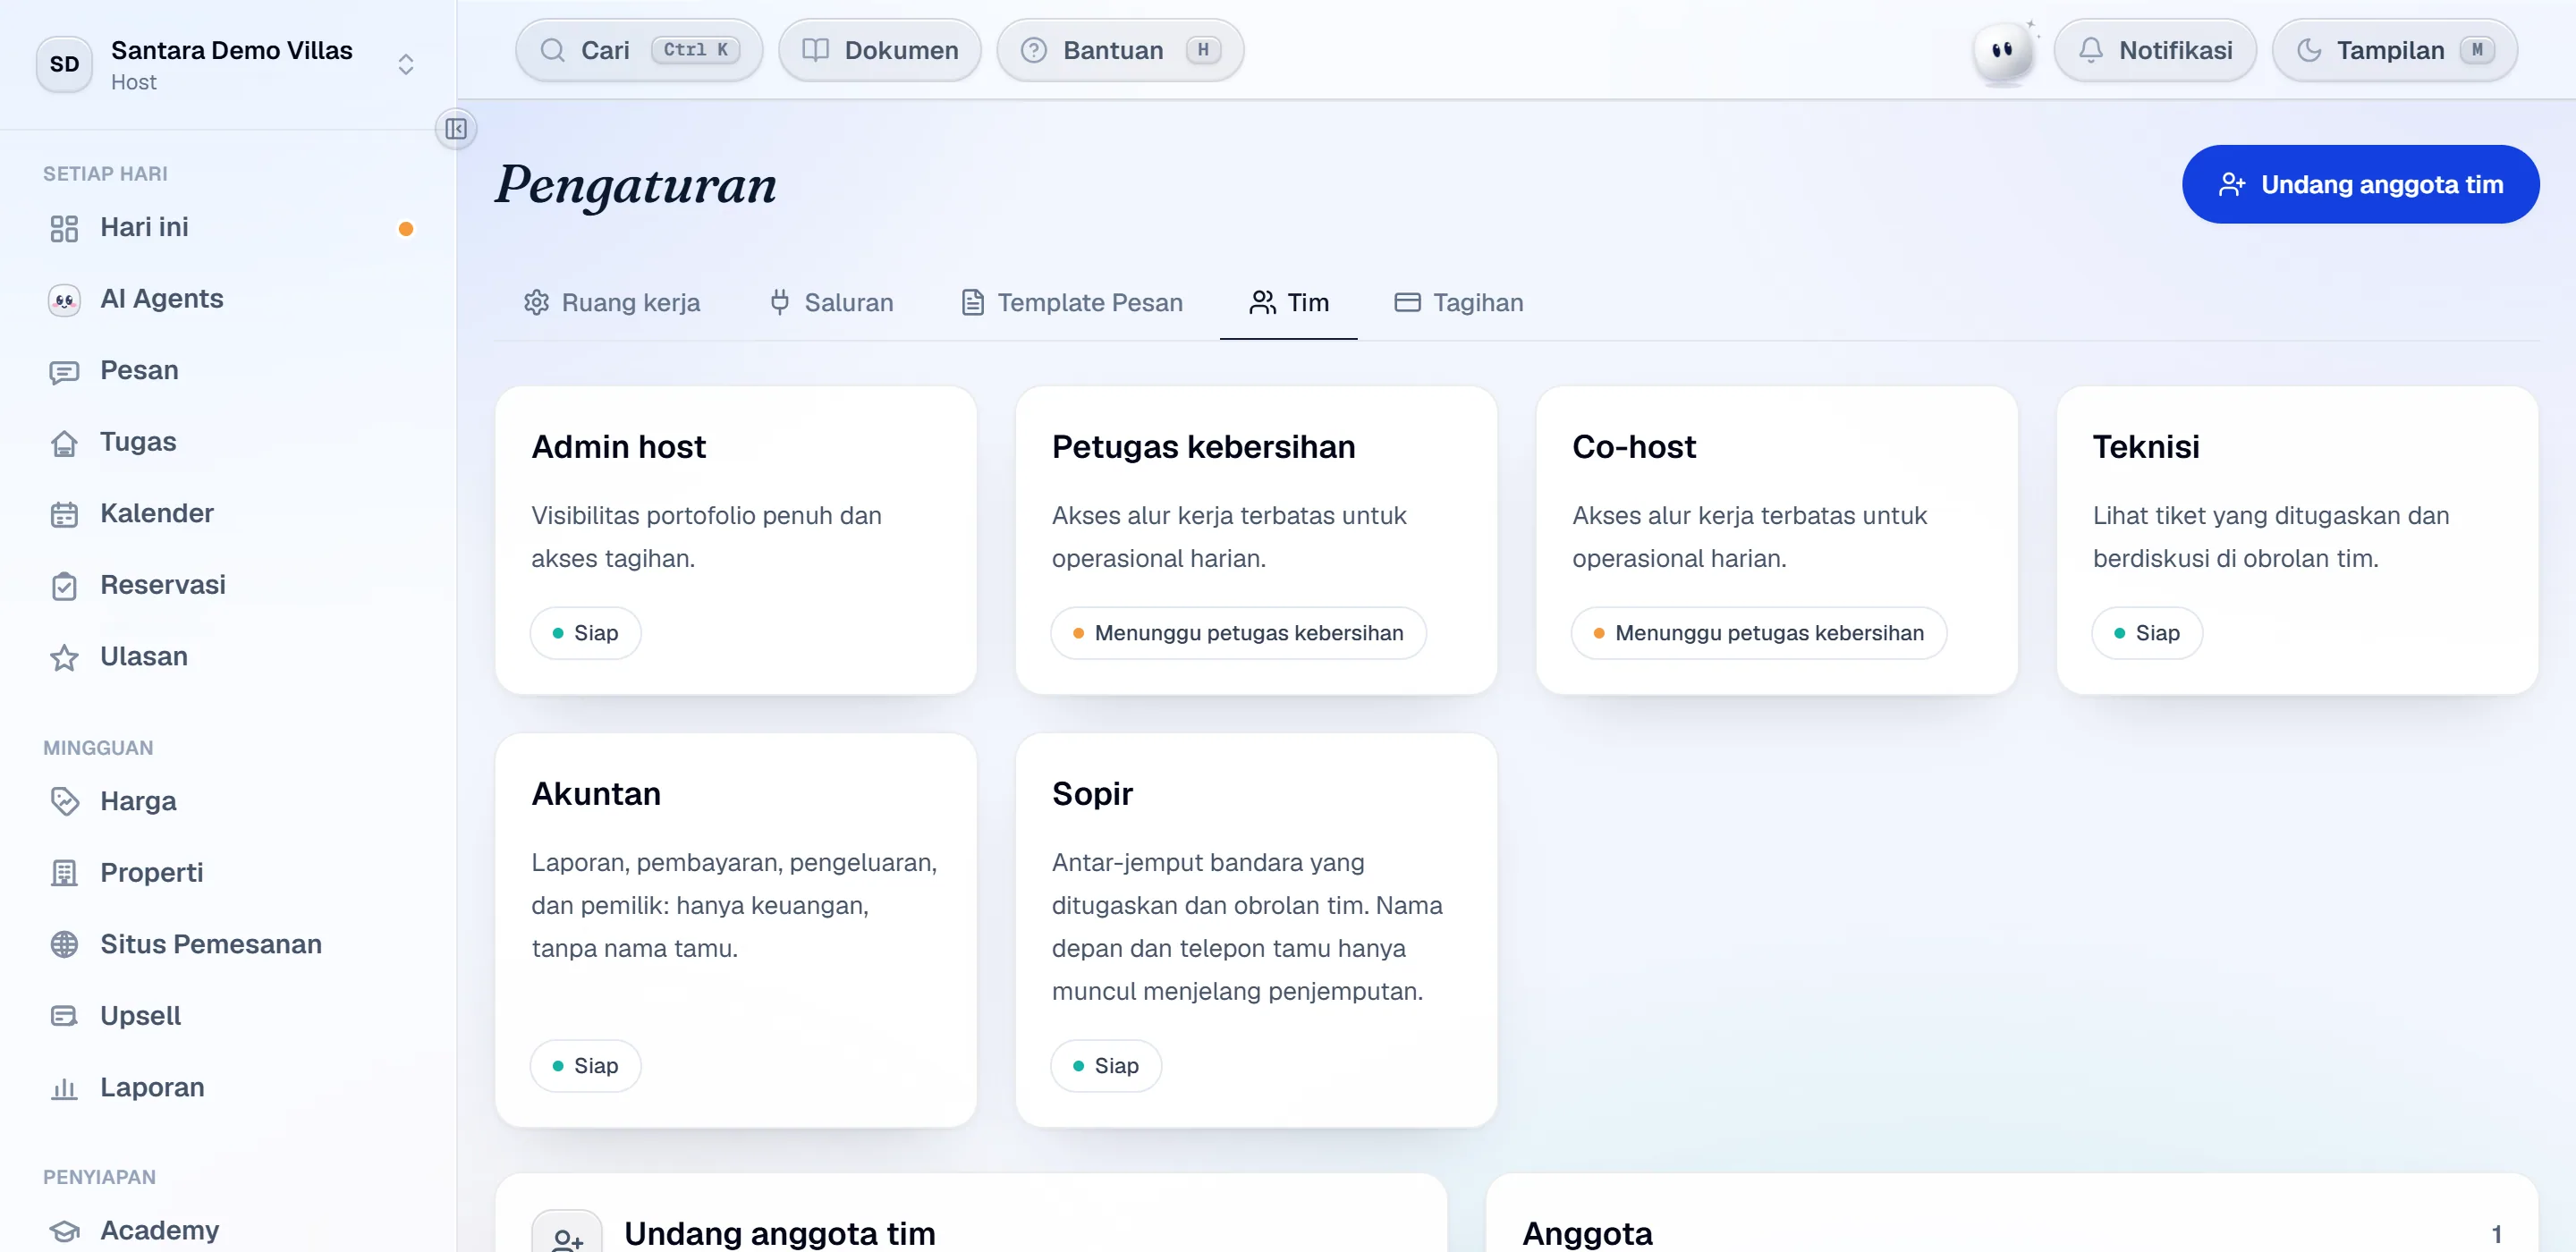 SD
Santara Demo Villas
Host
SETIAP HARI
Hari ini
AI Agents
Pesan
Tugas
Kalender
Reservasi
Ulasan
MINGGUAN
Harga
Properti
Situs Pemesanan
Upsell
Laporan
PENYIAPAN
Academy
Cari Ctrl K
Dokumen
Bantuan H
Notifikasi
Tampilan M
Pengaturan
Undang anggota tim
Ruang kerja
Saluran
Template Pesan
Tim
Tagihan
Admin host
Visibilitas portofolio penuh dan
akses tagihan.
Siap
Petugas kebersihan
Akses alur kerja terbatas untuk
operasional harian.
Menunggu petugas kebersihan
Co-host
Akses alur kerja terbatas untuk
operasional harian.
Menunggu petugas kebersihan
Teknisi
Lihat tiket yang ditugaskan dan
berdiskusi di obrolan tim.
Siap
Akuntan
Laporan, pembayaran, pengeluaran,
dan pemilik: hanya keuangan,
tanpa nama tamu.
Siap
Sopir
Antar-jemput bandara yang
ditugaskan dan obrolan tim. Nama
depan dan telepon tamu hanya
muncul menjelang penjemputan.
Siap
Undang anggota tim
Anggota
1